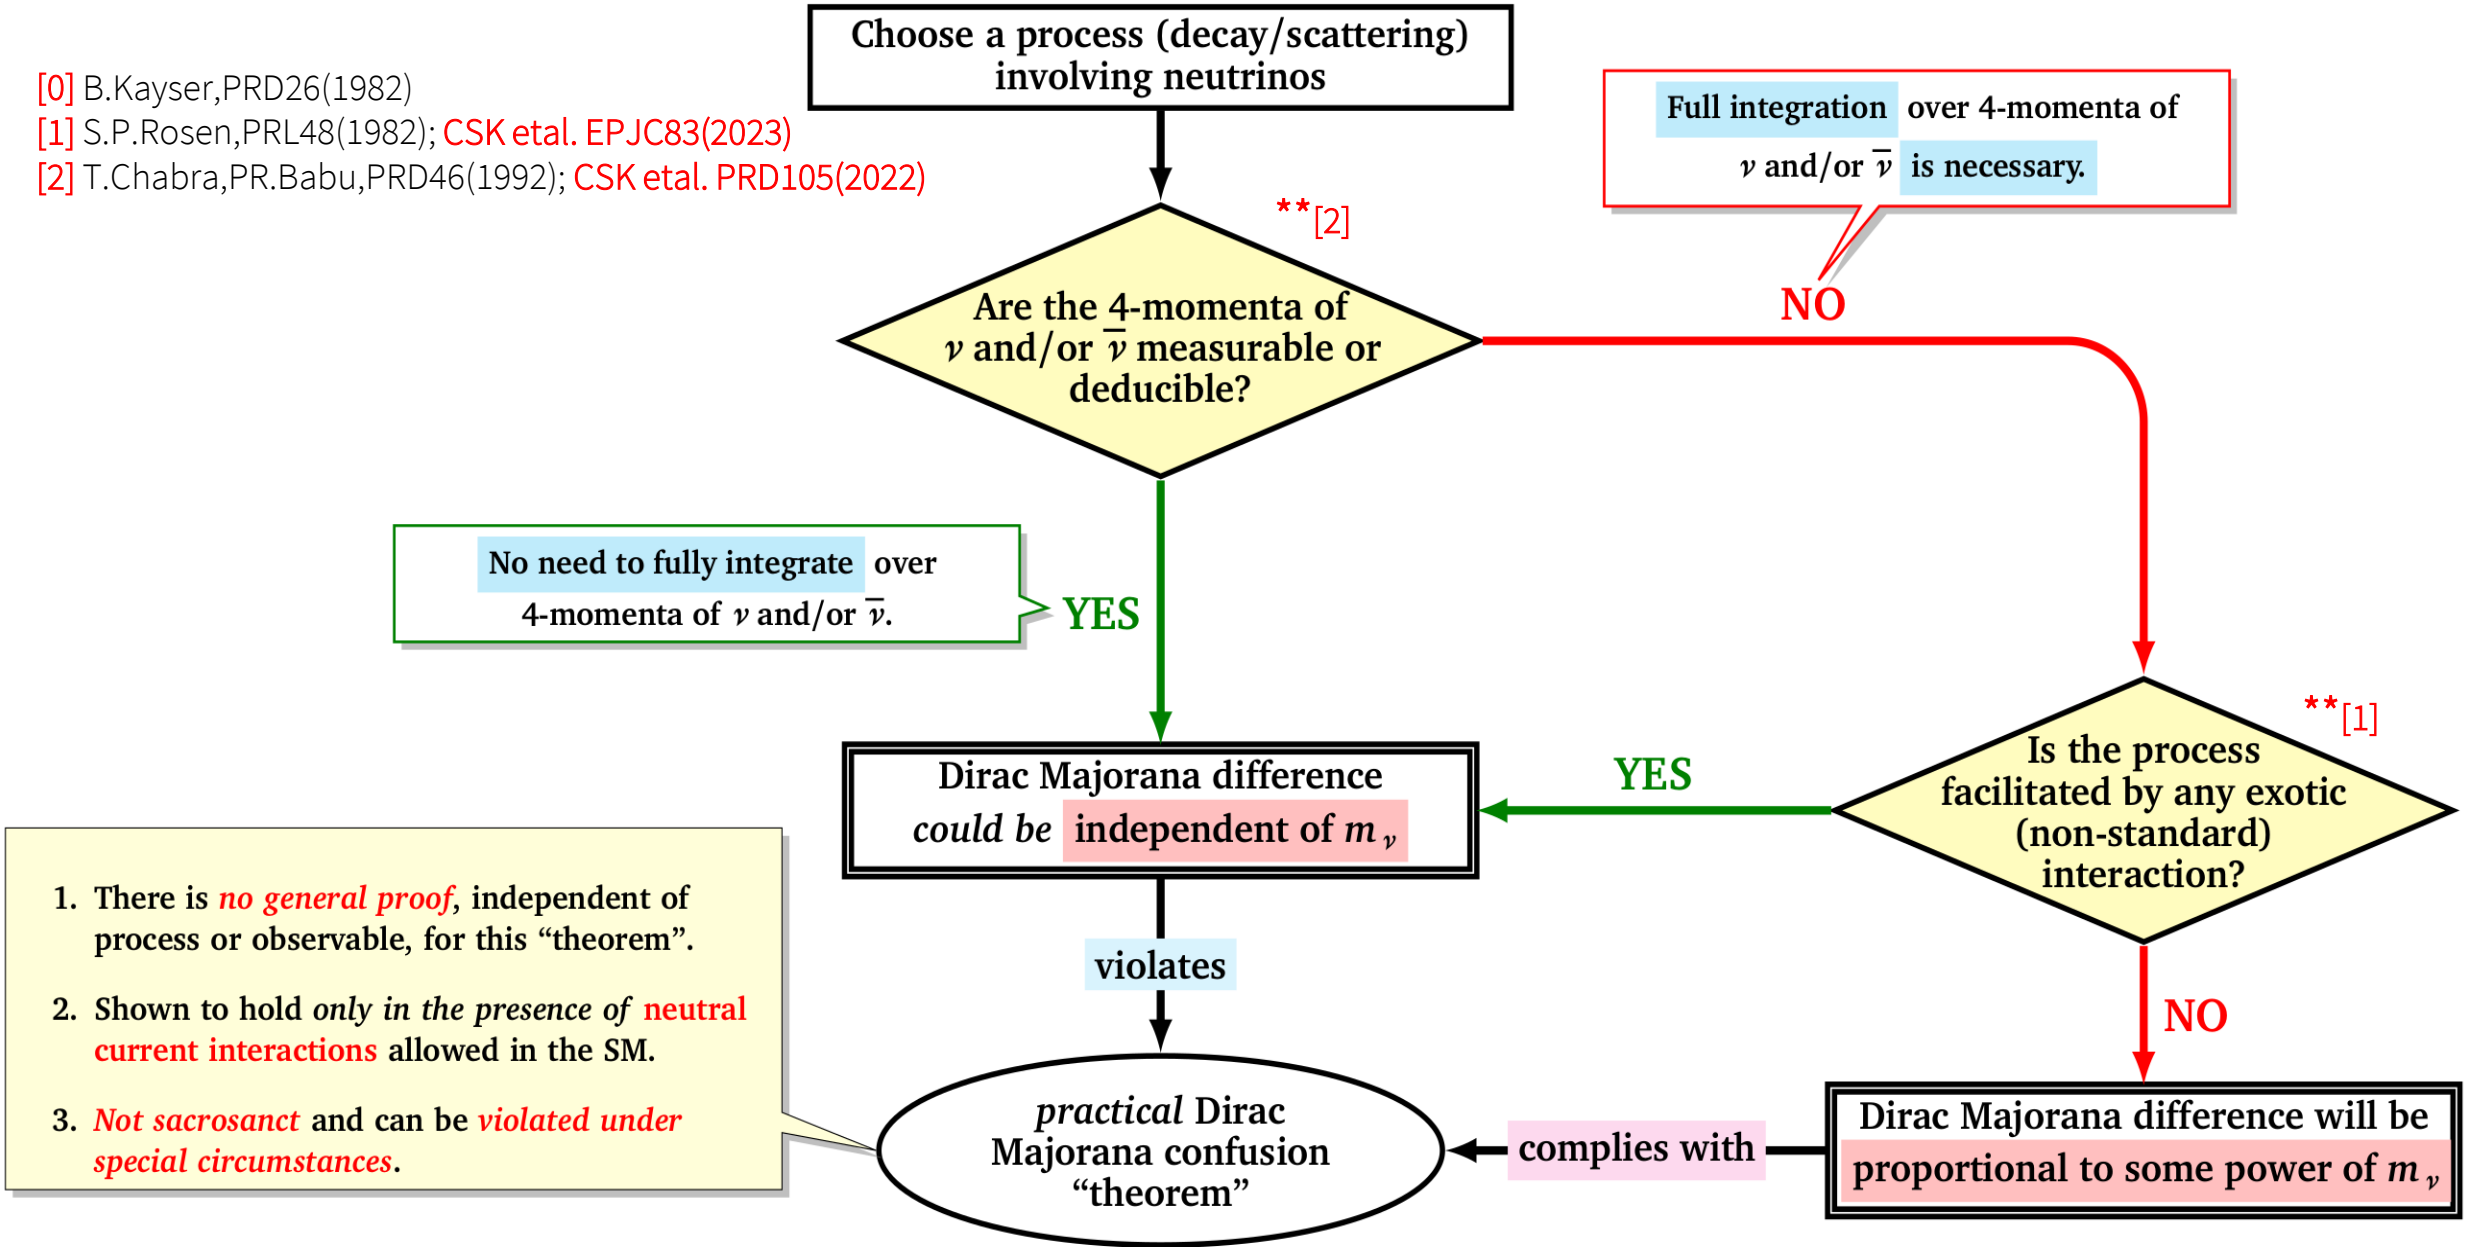 Choose a process (decay/scattering)
involving neutrinos
[0] B.Kayser,PRD26(1982)
[1] S.P.Rosen,PRL48(1982); CSK etal. EPJC83(2023)
[2] T.Chabra,PR.Babu,PRD46(1992); CSK etal. PRD105(2022)
Full integration over 4-momenta of
ν and/or ν̅ is necessary.
**[2]
NO
Are the 4-momenta of
ν and/or ν̅ measurable or
deducible?
No need to fully integrate over
4-momenta of ν and/or ν̅.
YES
**[1]
Is the process
facilitated by any exotic
(non-standard)
interaction?
YES
Dirac Majorana difference
could be independent of mν
1. There is no general proof, independent of
process or observable, for this “theorem”.
2. Shown to hold only in the presence of neutral
current interactions allowed in the SM.
3. Not sacrosanct and can be violated under
special circumstances.
violates
NO
practical Dirac
Majorana confusion
“theorem”
complies with
Dirac Majorana difference will be
proportional to some power of mν